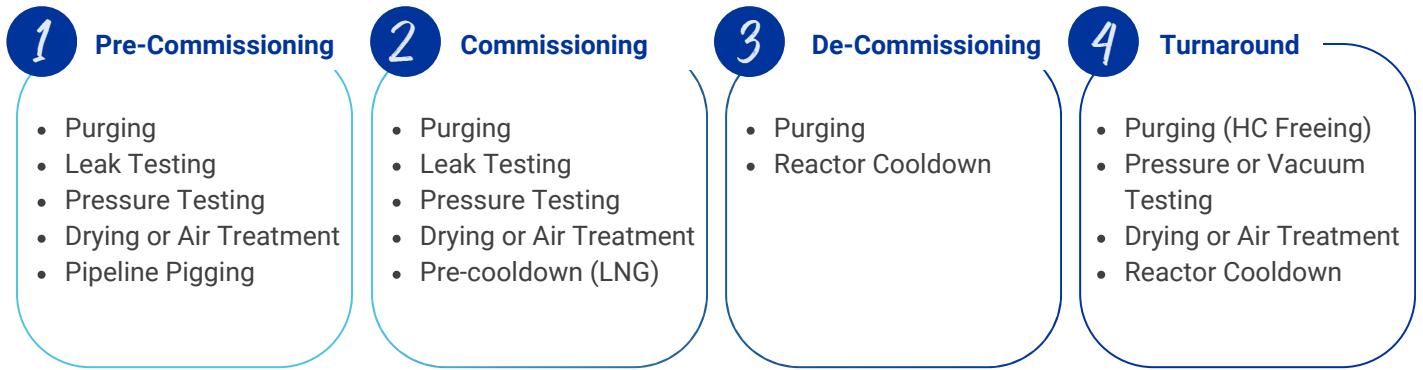 1 Pre-Commissioning
• Purging
• Leak Testing
• Pressure Testing
• Drying or Air Treatment
• Pipeline Pigging
2 Commissioning
• Purging
• Leak Testing
• Pressure Testing
• Drying or Air Treatment
• Pre-cooldown (LNG)
3 De-Commissioning
• Purging
• Reactor Cooldown
4 Turnaround
• Purging (HC Freeing)
• Pressure or Vacuum
Testing
• Drying or Air Treatment
• Reactor Cooldown